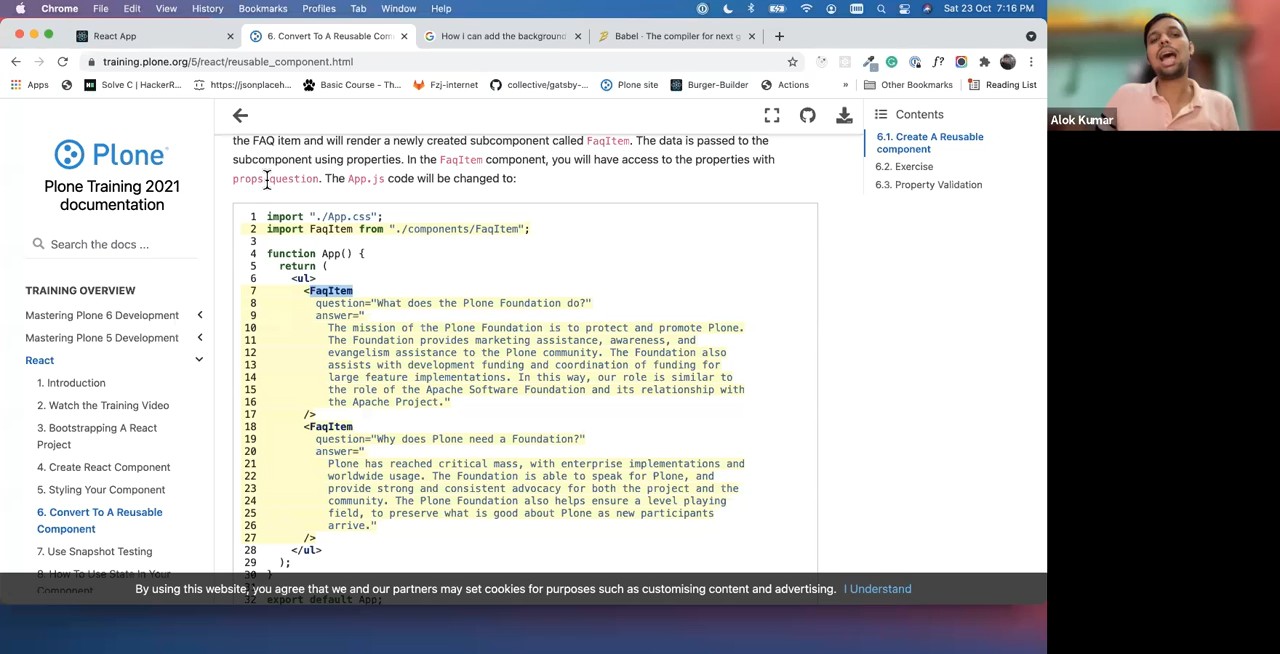 Chrome File Edit View History Bookmarks Profiles Tab Window Help Sat 23 Oct 7:16 PM
React App 6. Convert To A Reusable Com How i can add the background Babel · The compiler for next g
training.plone.org/5/react/reusable_component.html
Apps Solve C | HackerR... https://jsonplaceh... Basic Course - Th... Fzj-internet collective/gatsby-... Plone site Burger-Builder Actions » Other Bookmarks Reading List
Plone
Plone Training 2021
documentation
Search the docs ...
TRAINING OVERVIEW
Mastering Plone 6 Development
Mastering Plone 5 Development
React
1. Introduction
2. Watch the Training Video
3. Bootstrapping A React
Project
4. Create React Component
5. Styling Your Component
6. Convert To A Reusable
Component
7. Use Snapshot Testing
8. How To Use State In Your
Component
the FAQ item and will render a newly created subcomponent called FaqItem. The data is passed to the
subcomponent using properties. In the FaqItem component, you will have access to the properties with
props.question. The App.js code will be changed to:
1 import "./App.css";
2 import FaqItem from "./components/FaqItem";
3
4 function App() {
5 return (
6 <ul>
7 <FaqItem
8 question="What does the Plone Foundation do?"
9 answer="
10 The mission of the Plone Foundation is to protect and promote Plone.
11 The Foundation provides marketing assistance, awareness, and
12 evangelism assistance to the Plone community. The Foundation also
13 assists with development funding and coordination of funding for
14 large feature implementations. In this way, our role is similar to
15 the role of the Apache Software Foundation and its relationship with
16 the Apache Project."
17 />
18 <FaqItem
19 question="Why does Plone need a Foundation?"
20 answer="
21 Plone has reached critical mass, with enterprise implementations and
22 worldwide usage. The Foundation is able to speak for Plone, and
23 provide strong and consistent advocacy for both the project and the
24 community. The Plone Foundation also helps ensure a level playing
25 field, to preserve what is good about Plone as new participants
26 arrive."
27 />
28 </ul>
29 );
30 }
32 export default App;
Contents
6.1. Create A Reusable
component
6.2. Exercise
6.3. Property Validation
By using this website, you agree that we and our partners may set cookies for purposes such as customising content and advertising. I Understand
Alok Kumar